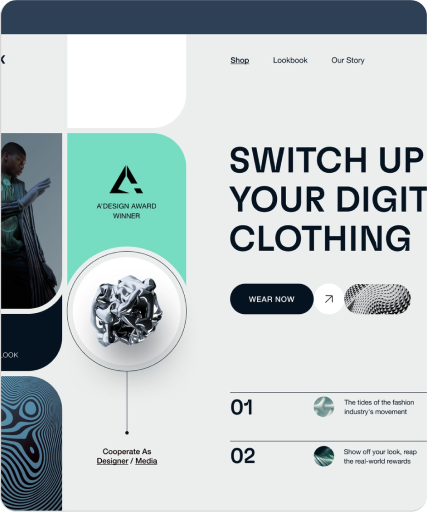 Shop Lookbook Our Story
A'DESIGN AWARD
WINNER
SWITCH UP
YOUR DIGIT
CLOTHING
WEAR NOW
LOOK
01 The tides of the fashion
industry's movement
Cooperate As
Designer / Media
02 Show off your look, reap
the real-world rewards